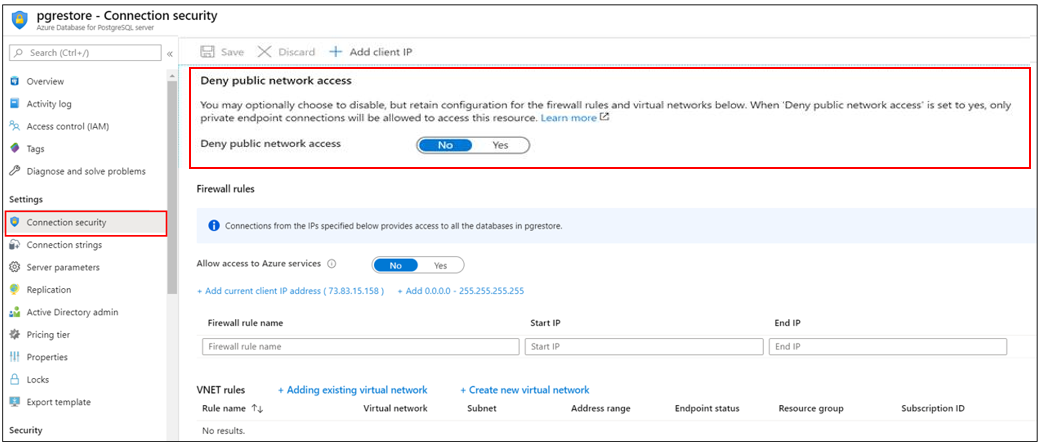 pgrestore - Connection security
Azure Database for PostgreSQL server
Search (Ctrl+/)
«
Overview
Activity log
Access control (IAM)
Tags
Diagnose and solve problems
Settings
Connection security
Connection strings
Server parameters
Replication
Active Directory admin
Pricing tier
Properties
Locks
Export template
Security
Save Discard + Add client IP
Deny public network access
You may optionally choose to disable, but retain configuration for the firewall rules and virtual networks below. When 'Deny public network access' is set to yes, only
private endpoint connections will be allowed to access this resource. Learn more
Deny public network access No Yes
Firewall rules
Connections from the IPs specified below provides access to all the databases in pgrestore.
Allow access to Azure services No Yes
+ Add current client IP address ( 73.83.15.158 ) + Add 0.0.0.0 - 255.255.255.255
Firewall rule name Start IP End IP
Firewall rule name Start IP End IP
VNET rules + Adding existing virtual network + Create new virtual network
Rule name ↑↓ Virtual network Subnet Address range Endpoint status Resource group Subscription ID
No results.